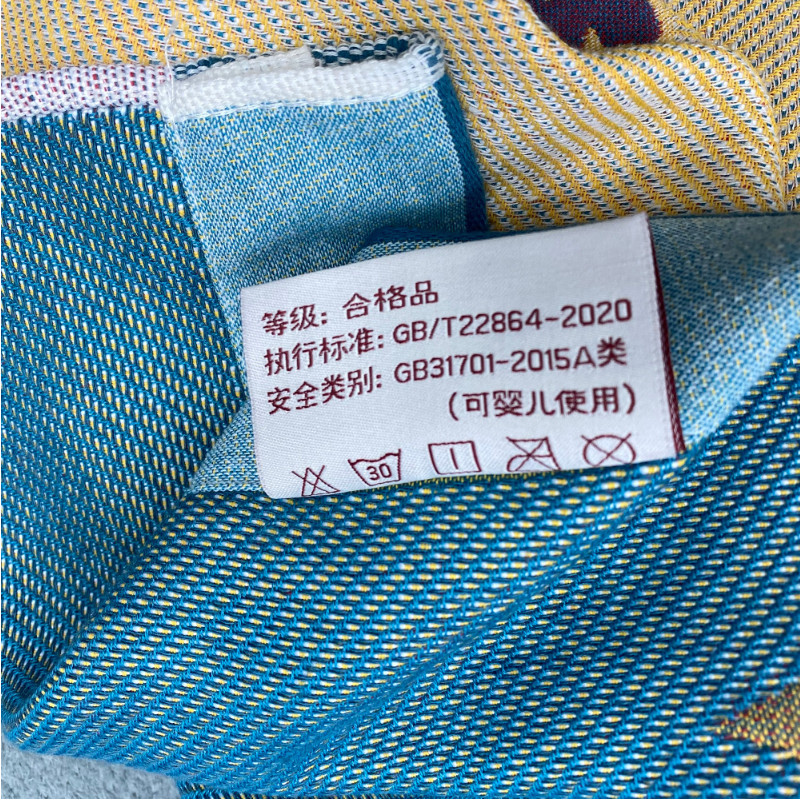 等级: 合格品
执行标准: GB/T22864-2020
安全类别: GB31701-2015A类
(可婴儿使用)
30